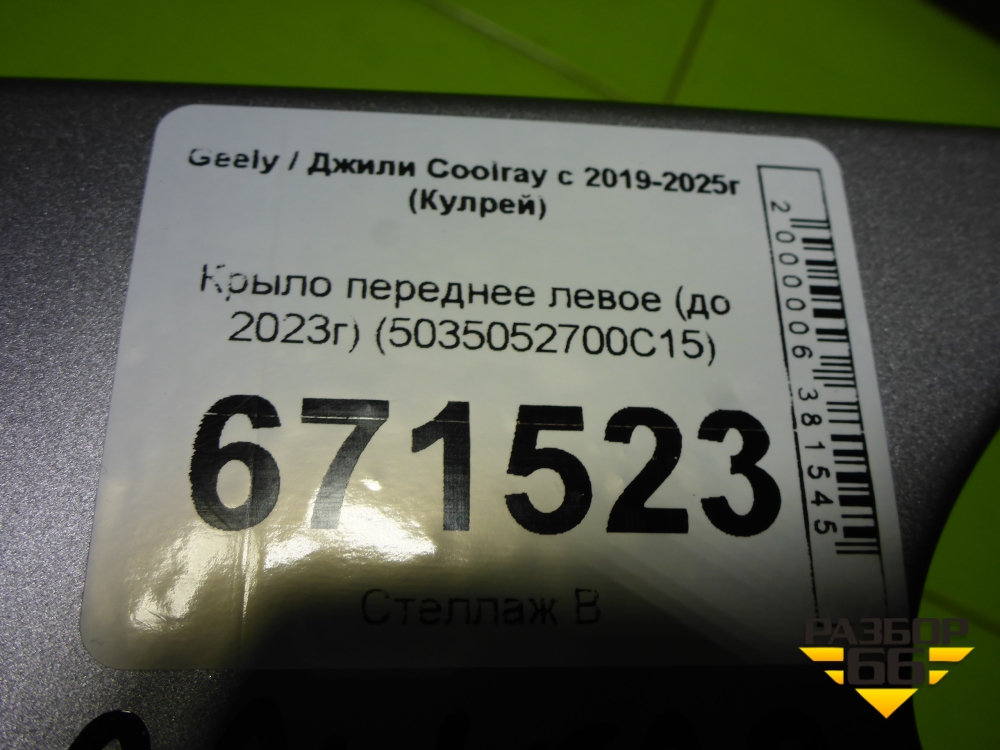 Geely / Джили Coolray с 2019-2025г
(Кулрей)
Крыло переднее левое (до
2023г) (5035052700C15)
671523
Стеллаж В
2000006381545
РАЗБОР
66